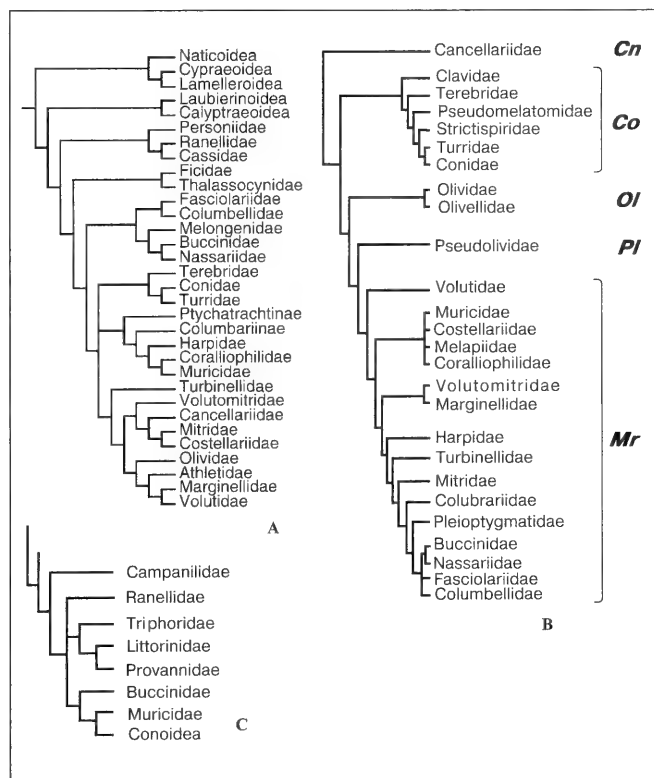 Naticoidea
Cypraeoidea
Lamelleroidea
Laubierinoidea
Calyptraeoidea
Personiidae
Ranellidae
Cassidae
Ficidae
Thalassocynidae
Fasciolariidae
Columbellidae
Melongenidae
Buccinidae
Nassariidae
Terebridae
Conidae
Turridae
Ptychatrachtinae
Columbariinae
Harpidae
Coralliophilidae
Muricidae
Turbinellidae
Volutomitridae
Cancellariidae
Mitridae
Costellariidae
Olividae
Athletidae
Marginellidae
Volutidae
A
Cancellariidae Cn
Clavidae
Terebridae
Pseudomelatomidae
Co
Strictispiridae
Turridae
Conidae
Olividae
Ol
Olivellidae
Pseudolividae Pl
Volutidae
Muricidae
Costellariidae
Melapiidae
Coralliophilidae
Volutomitridae
Marginellidae
Harpidae
Mr
Turbinellidae
Mitridae
Colubrariidae
Pleioptygmatidae
Buccinidae
Nassariidae
Fasciolariidae
Columbellidae
B
Campanilidae
Ranellidae
Triphoridae
Littorinidae
Provannidae
Buccinidae
Muricidae
C
Conoidea